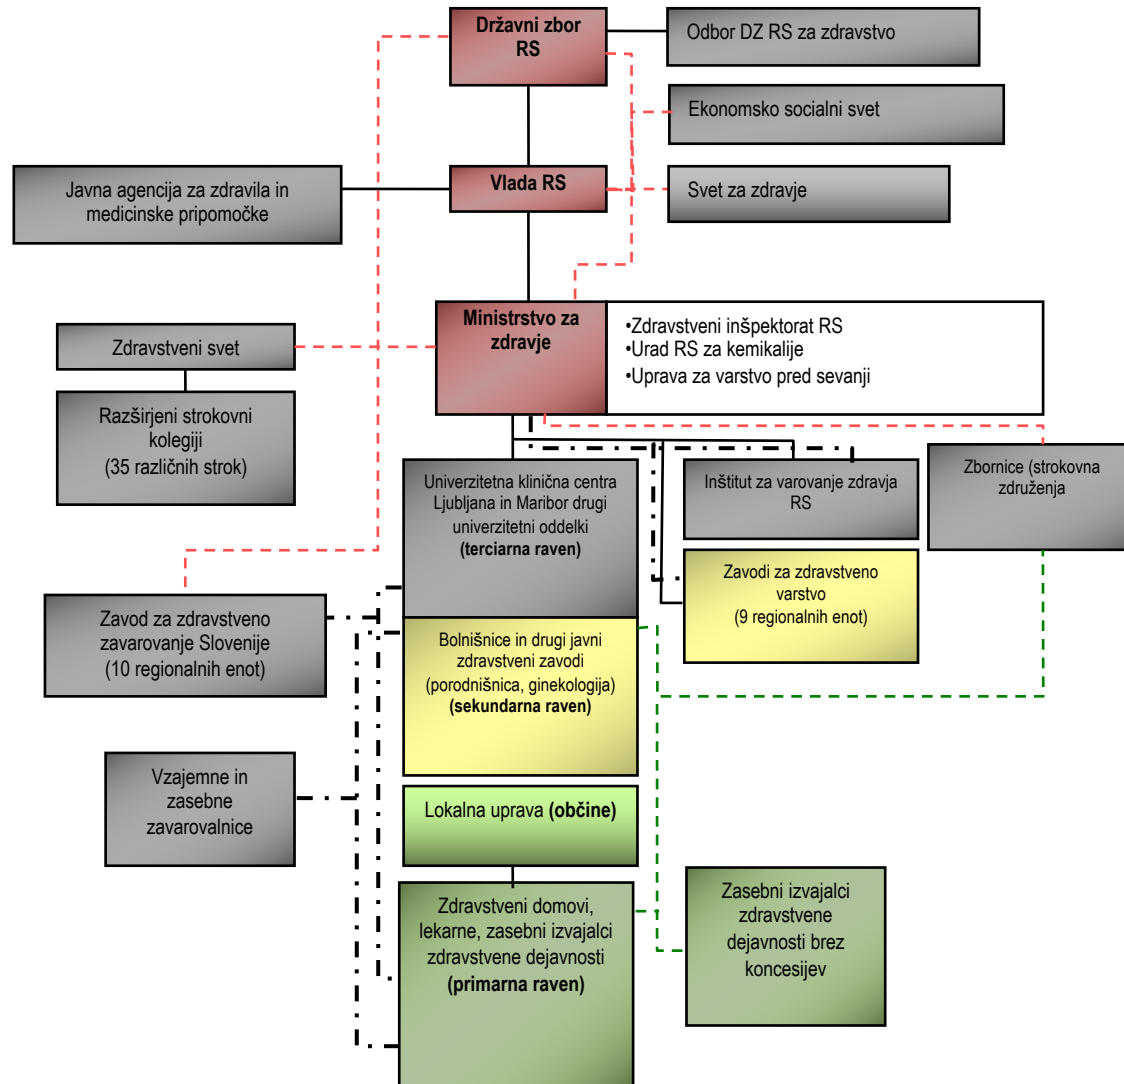 Državni zbor
RS
Odbor DZ RS za zdravstvo
Ekonomsko socialni svet
Javna agencija za zdravila in
medicinske pripomočke
Vlada RS
Svet za zdravje
Ministrstvo za
zdravje
•Zdravstveni inšpektorat RS
•Urad RS za kemikalije
•Uprava za varstvo pred sevanji
Zdravstveni svet
Razširjeni strokovni
kolegiji
(35 različnih strok)
Univerzitetna klinična centra
Ljubljana in Maribor drugi
univerzitetni oddelki
(terciarna raven)
Inštitut za varovanje zdravja
RS
Zbornice (strokovna
združenja
Zavodi za zdravstveno
varstvo
(9 regionalnih enot)
Zavod za zdravstveno
zavarovanje Slovenije
(10 regionalnih enot)
Bolnišnice in drugi javni
zdravstveni zavodi
(porodnišnica, ginekologija)
(sekundarna raven)
Vzajemne in
zasebne
zavarovalnice
Lokalna uprava (občine)
Zdravstveni domovi,
lekarne, zasebni izvajalci
zdravstvene dejavnosti
(primarna raven)
Zasebni izvajalci
zdravstvene
dejavnosti brez
koncesijev